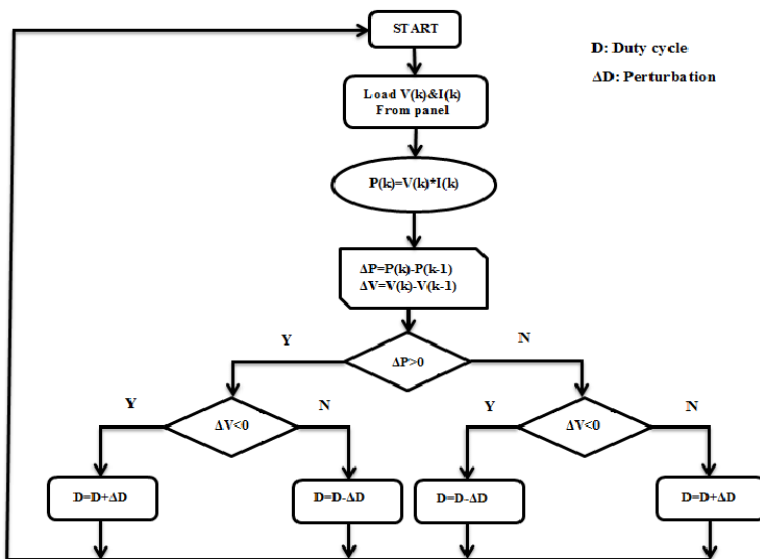 START
D: Duty cycle
ΔD: Perturbation
Load V(k)&I(k)
From panel
P(k)=V(k)*I(k)
ΔP=P(k)-P(k-1)
ΔV=V(k)-V(k-1)
Y
N
ΔP>0
Y
N
Y
N
ΔV<0
ΔV<0
D=D+ΔD
D=D-ΔD
D=D-ΔD
D=D+ΔD